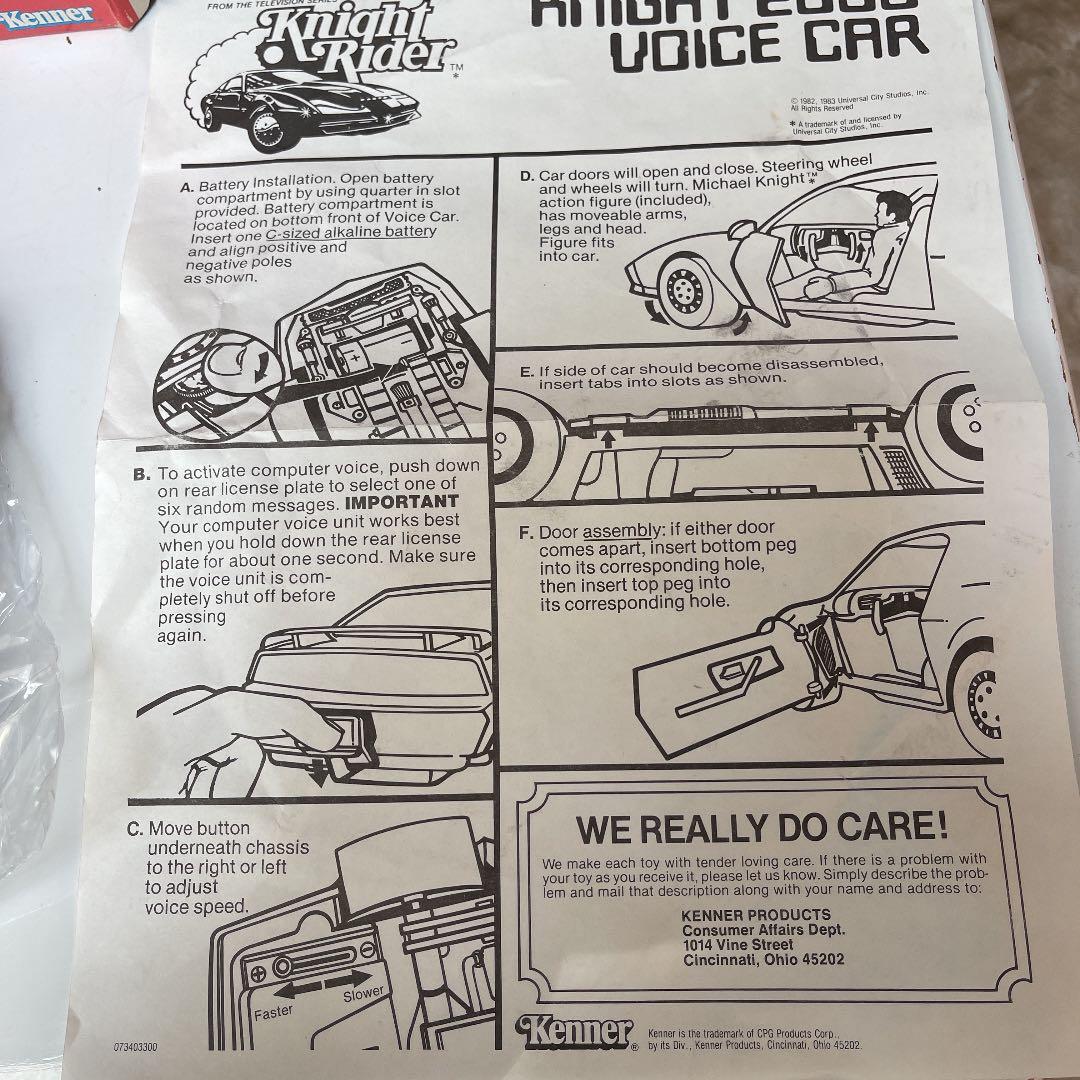 Kenner
FROM THE TELEVISION SERIES
Knight
Rider™
*
KNIGHT 2000
VOICE CAR
© 1982, 1983 Universal City Studios, Inc.
All Rights Reserved
* A trademark of and licensed by
Universal City Studios, Inc.
A. Battery Installation. Open battery
compartment by using quarter in slot
provided. Battery compartment is
located on bottom front of Voice Car.
Insert one C-sized alkaline battery
and align positive and
negative poles
as shown.
+
B. To activate computer voice, push down
on rear license plate to select one of
six random messages. IMPORTANT
Your computer voice unit works best
when you hold down the rear license
plate for about one second. Make sure
the voice unit is com-
pletely shut off before
pressing
again.
C. Move button
underneath chassis
to the right or left
to adjust
voice speed.
+ −
Faster Slower
073403300
D. Car doors will open and close. Steering wheel
and wheels will turn. Michael Knight™*
action figure (included),
has moveable arms,
legs and head.
Figure fits
into car.
E. If side of car should become disassembled,
insert tabs into slots as shown.
F. Door assembly: if either door
comes apart, insert bottom peg
into its corresponding hole,
then insert top peg into
its corresponding hole.
WE REALLY DO CARE!
We make each toy with tender loving care. If there is a problem with
your toy as you receive it, please let us know. Simply describe the prob-
lem and mail that description along with your name and address to:
KENNER PRODUCTS
Consumer Affairs Dept.
1014 Vine Street
Cincinnati, Ohio 45202
Kenner®
Kenner is the trademark of CPG Products Corp.,
by its Div., Kenner Products, Cincinnati, Ohio 45202.